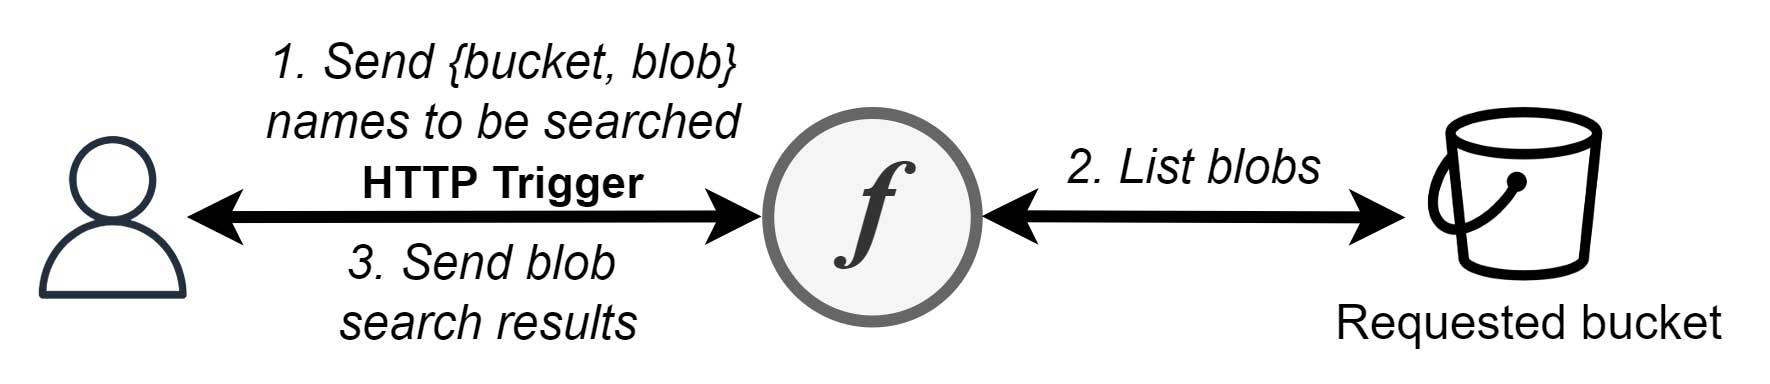 1. Send {bucket, blob}
names to be searched
HTTP Trigger
3. Send blob
search results
f
2. List blobs
Requested bucket